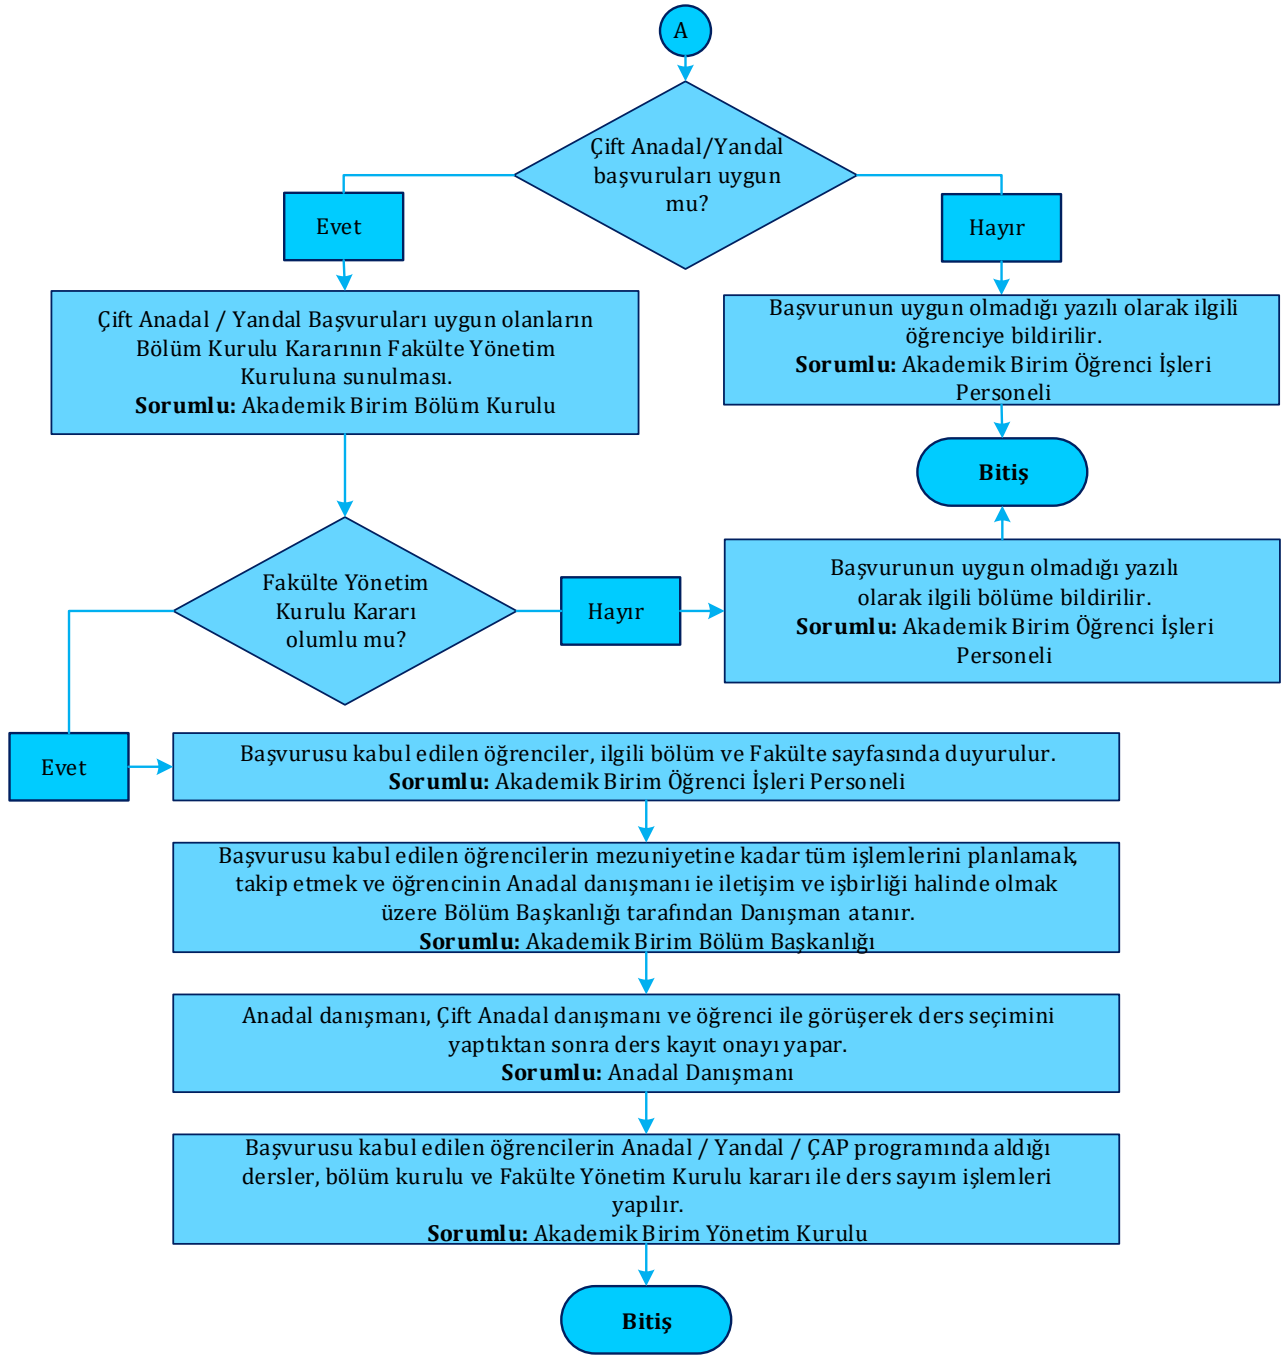 A
Çift Anadal/Yandal
başvuruları uygun
mu?
Evet
Hayır
Çift Anadal / Yandal Başvuruları uygun olanların
Bölüm Kurulu Kararının Fakülte Yönetim
Kuruluna sunulması.
Sorumlu: Akademik Birim Bölüm Kurulu
Başvurunun uygun olmadığı yazılı olarak ilgili
öğrenciye bildirilir.
Sorumlu: Akademik Birim Öğrenci İşleri
Personeli
Bitiş
Fakülte Yönetim
Kurulu Kararı
olumlu mu?
Hayır
Başvurunun uygun olmadığı yazılı
olarak ilgili bölüme bildirilir.
Sorumlu: Akademik Birim Öğrenci İşleri
Personeli
Evet
Başvurusu kabul edilen öğrenciler, ilgili bölüm ve Fakülte sayfasında duyurulur.
Sorumlu: Akademik Birim Öğrenci İşleri Personeli
Başvurusu kabul edilen öğrencilerin mezuniyetine kadar tüm işlemlerini planlamak,
takip etmek ve öğrencinin Anadal danışmanı ie iletişim ve işbirliği halinde olmak
üzere Bölüm Başkanlığı tarafından Danışman atanır.
Sorumlu: Akademik Birim Bölüm Başkanlığı
Anadal danışmanı, Çift Anadal danışmanı ve öğrenci ile görüşerek ders seçimini
yaptıktan sonra ders kayıt onayı yapar.
Sorumlu: Anadal Danışmanı
Başvurusu kabul edilen öğrencilerin Anadal / Yandal / ÇAP programında aldığı
dersler, bölüm kurulu ve Fakülte Yönetim Kurulu kararı ile ders sayım işlemleri
yapılır.
Sorumlu: Akademik Birim Yönetim Kurulu
Bitiş